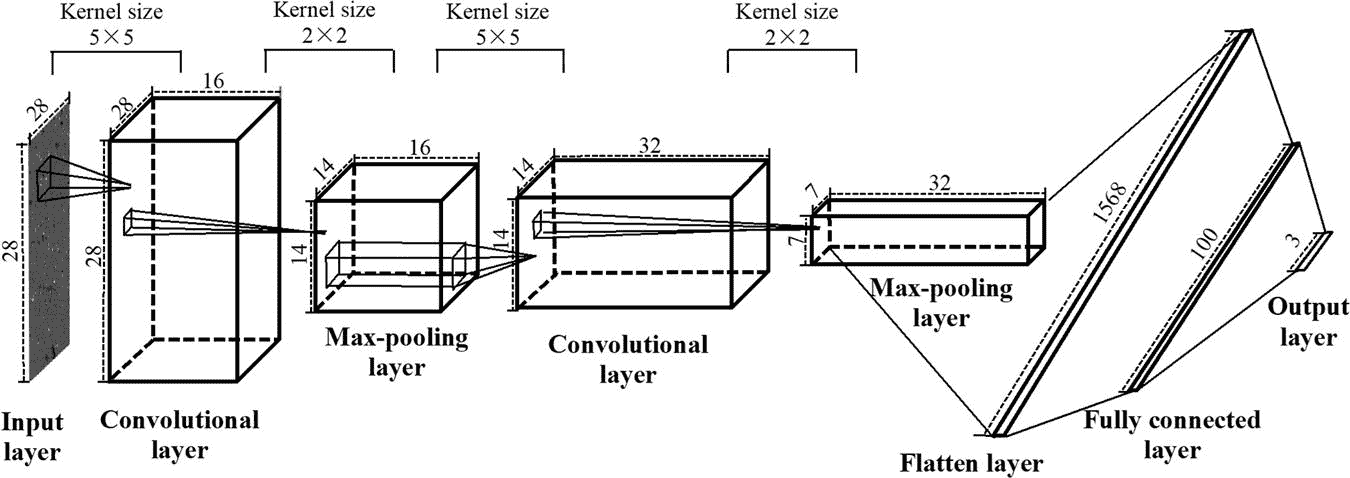 Kernel size
5×5
Kernel size
2×2
Kernel size
5×5
Kernel size
2×2
28
28
Input
layer
28
16
28
Convolutional
layer
14
16
14
Max-pooling
layer
14
32
14
Convolutional
layer
7
32
7
Max-pooling
layer
1568
Flatten layer
100
Fully connected
layer
3
Output
layer